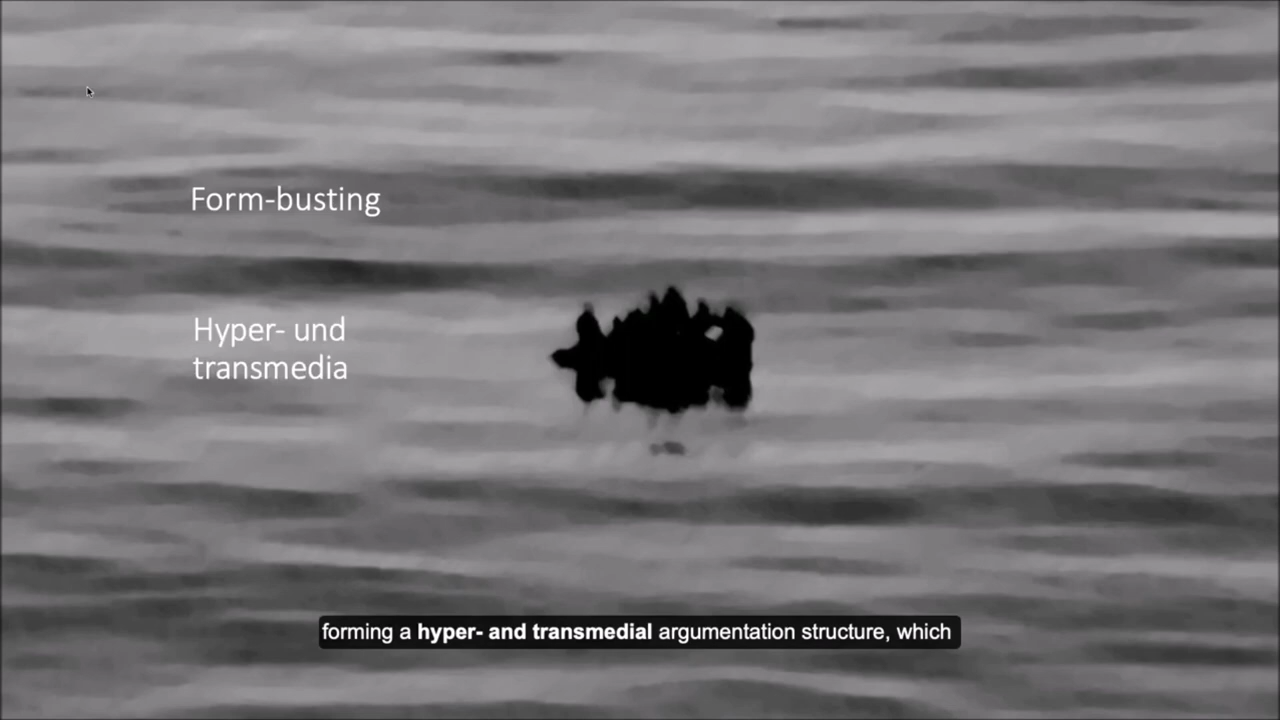 Form-busting
Hyper- und
transmedia
forming a hyper- and transmedial argumentation structure, which